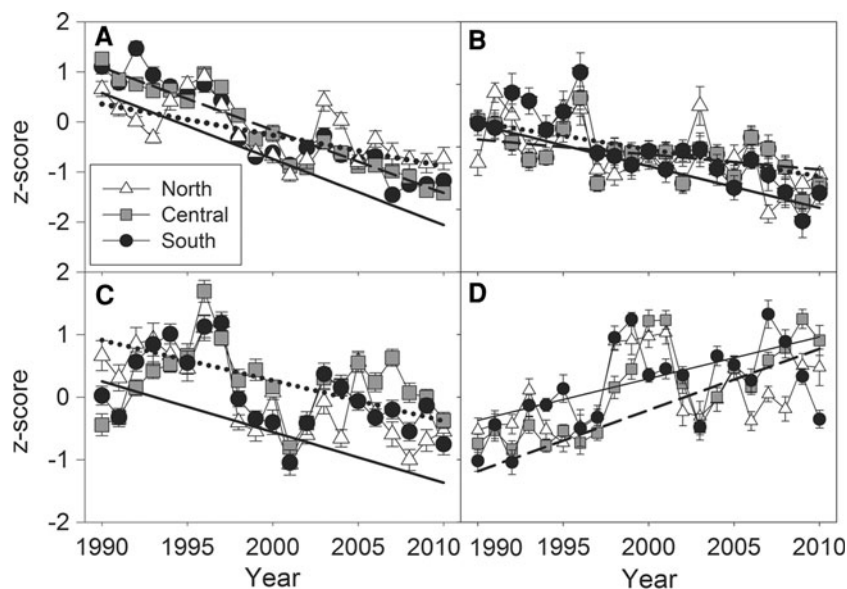 A
B
z-score
2
1
0
-1
-2
North
Central
South
C
D
z-score
2
1
0
-1
-2
1990 1995 2000 2005 2010 1990 1995 2000 2005 2010
Year Year